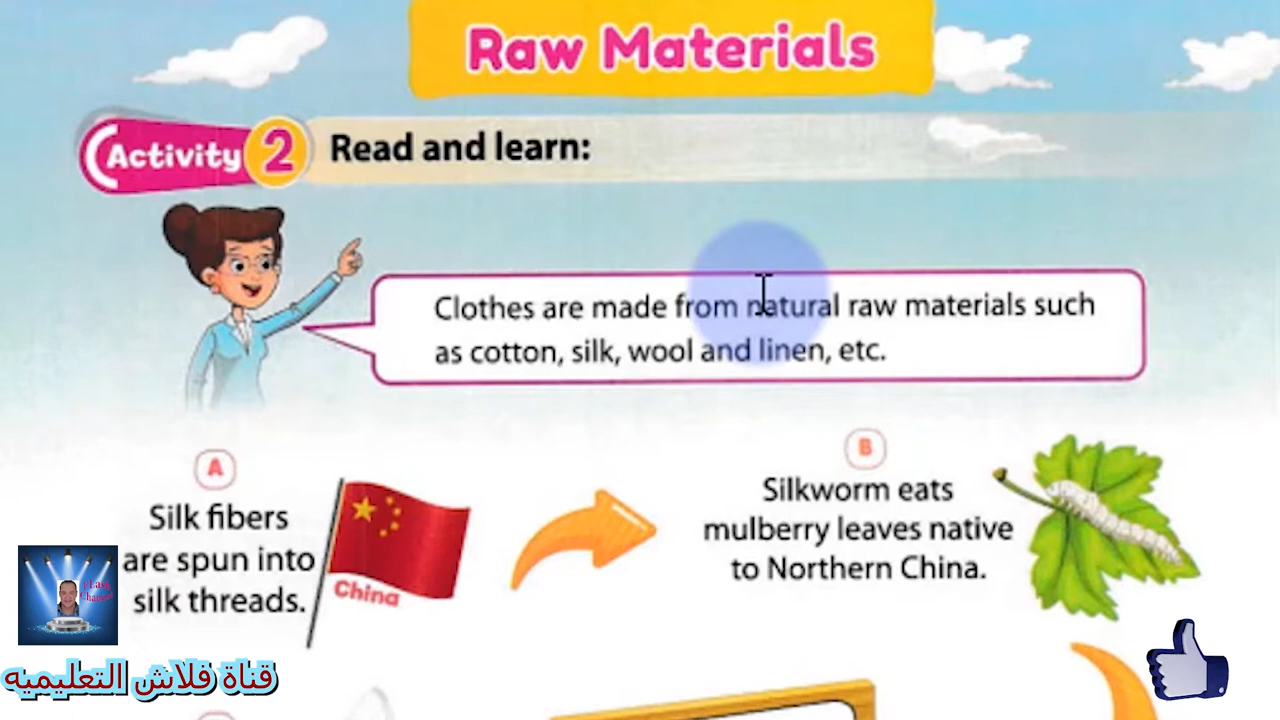 Raw Materials
Activity 2 Read and learn:
Clothes are made from natural raw materials such
as cotton, silk, wool and linen, etc.
A
Silk fibers
are spun into
silk threads.
China
B
Silkworm eats
mulberry leaves native
to Northern China.
قناة فلاش التعليميه